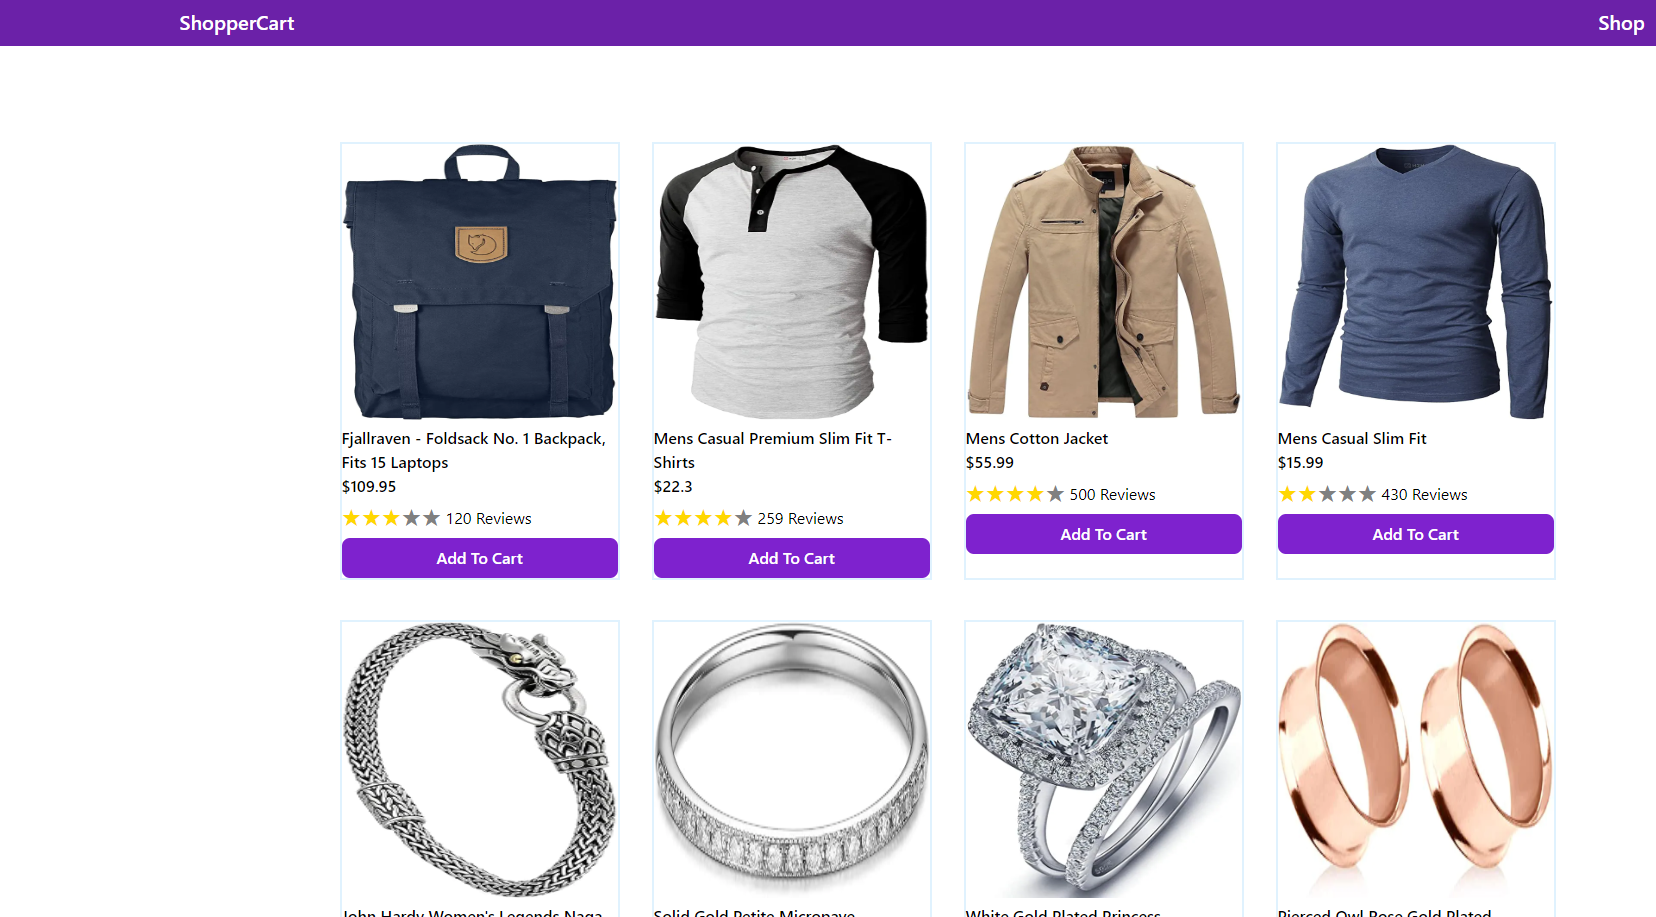 ShopperCart
Shop
Fjallraven - Foldsack No. 1 Backpack,
Fits 15 Laptops
$109.95
120 Reviews
Add To Cart
Mens Casual Premium Slim Fit T-
Shirts
$22.3
259 Reviews
Add To Cart
Mens Cotton Jacket
$55.99
500 Reviews
Add To Cart
Mens Casual Slim Fit
$15.99
430 Reviews
Add To Cart
John Hardy Women's Legends Naga
Solid Gold Petite Micropave
White Gold Plated Princess
Pierced Owl Rose Gold Plated